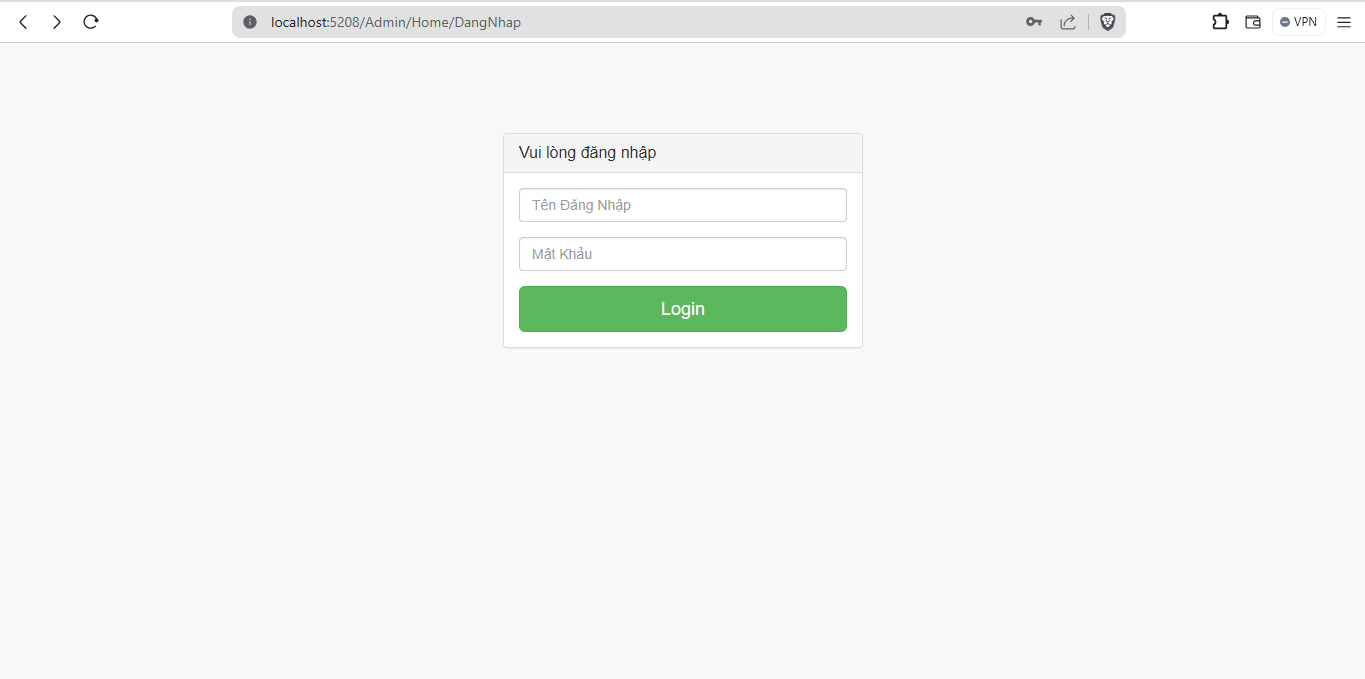 localhost:5208/Admin/Home/DangNhap
VPN
Vui lòng đăng nhập
Tên Đăng Nhập
Mật Khẩu
Login